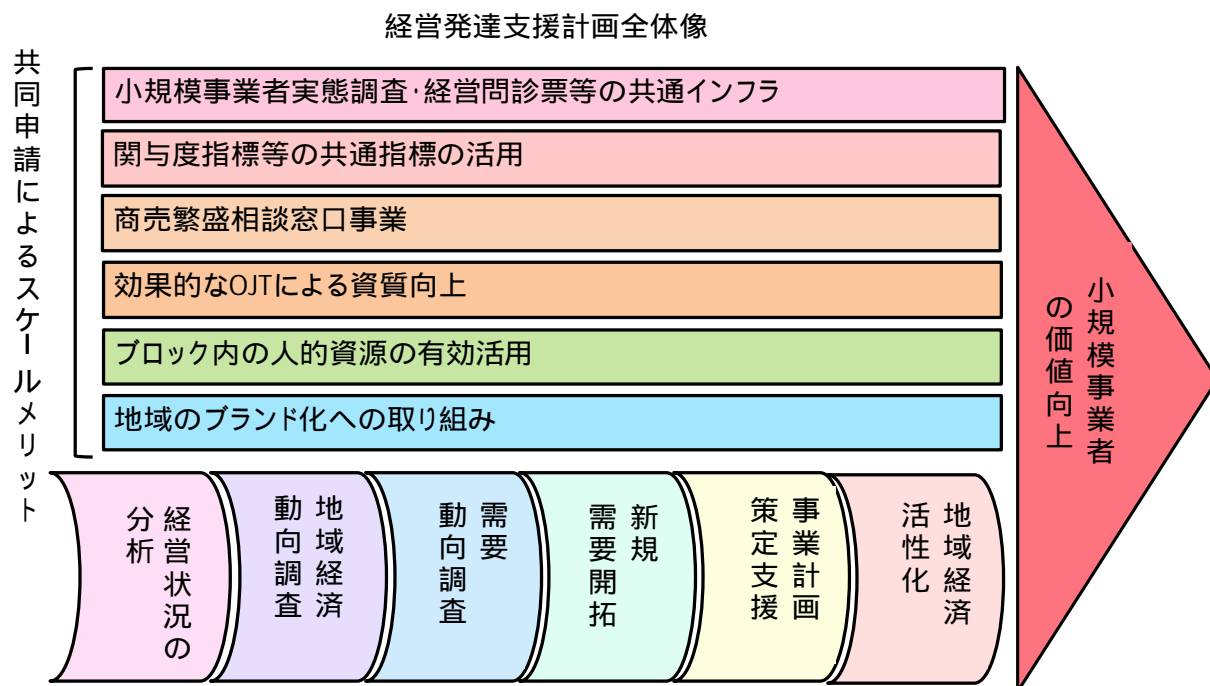 経営発達支援計画全体像
共同申請によるスケールメリット
小規模事業者実態調査・経営問診票等の共通インフラ
関与度指標等の共通指標の活用
商売繁盛相談窓口事業
効果的なOJTによる資質向上
ブロック内の人的資源の有効活用
地域のブランド化への取り組み
小規模事業者
の価値向上
経営状況の
分析
地域経済
動向調査
需要
動向調査
新規
需要開拓
事業計画
策定支援
地域経済
活性化